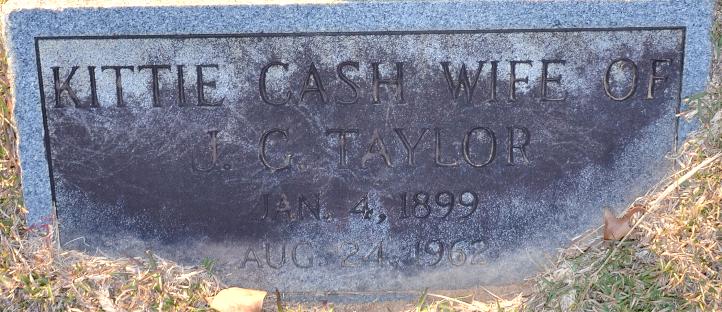 KITTIE CASH WIFE OF
J. C. TAYLOR
JAN. 4, 1899
AUG. 24, 1962